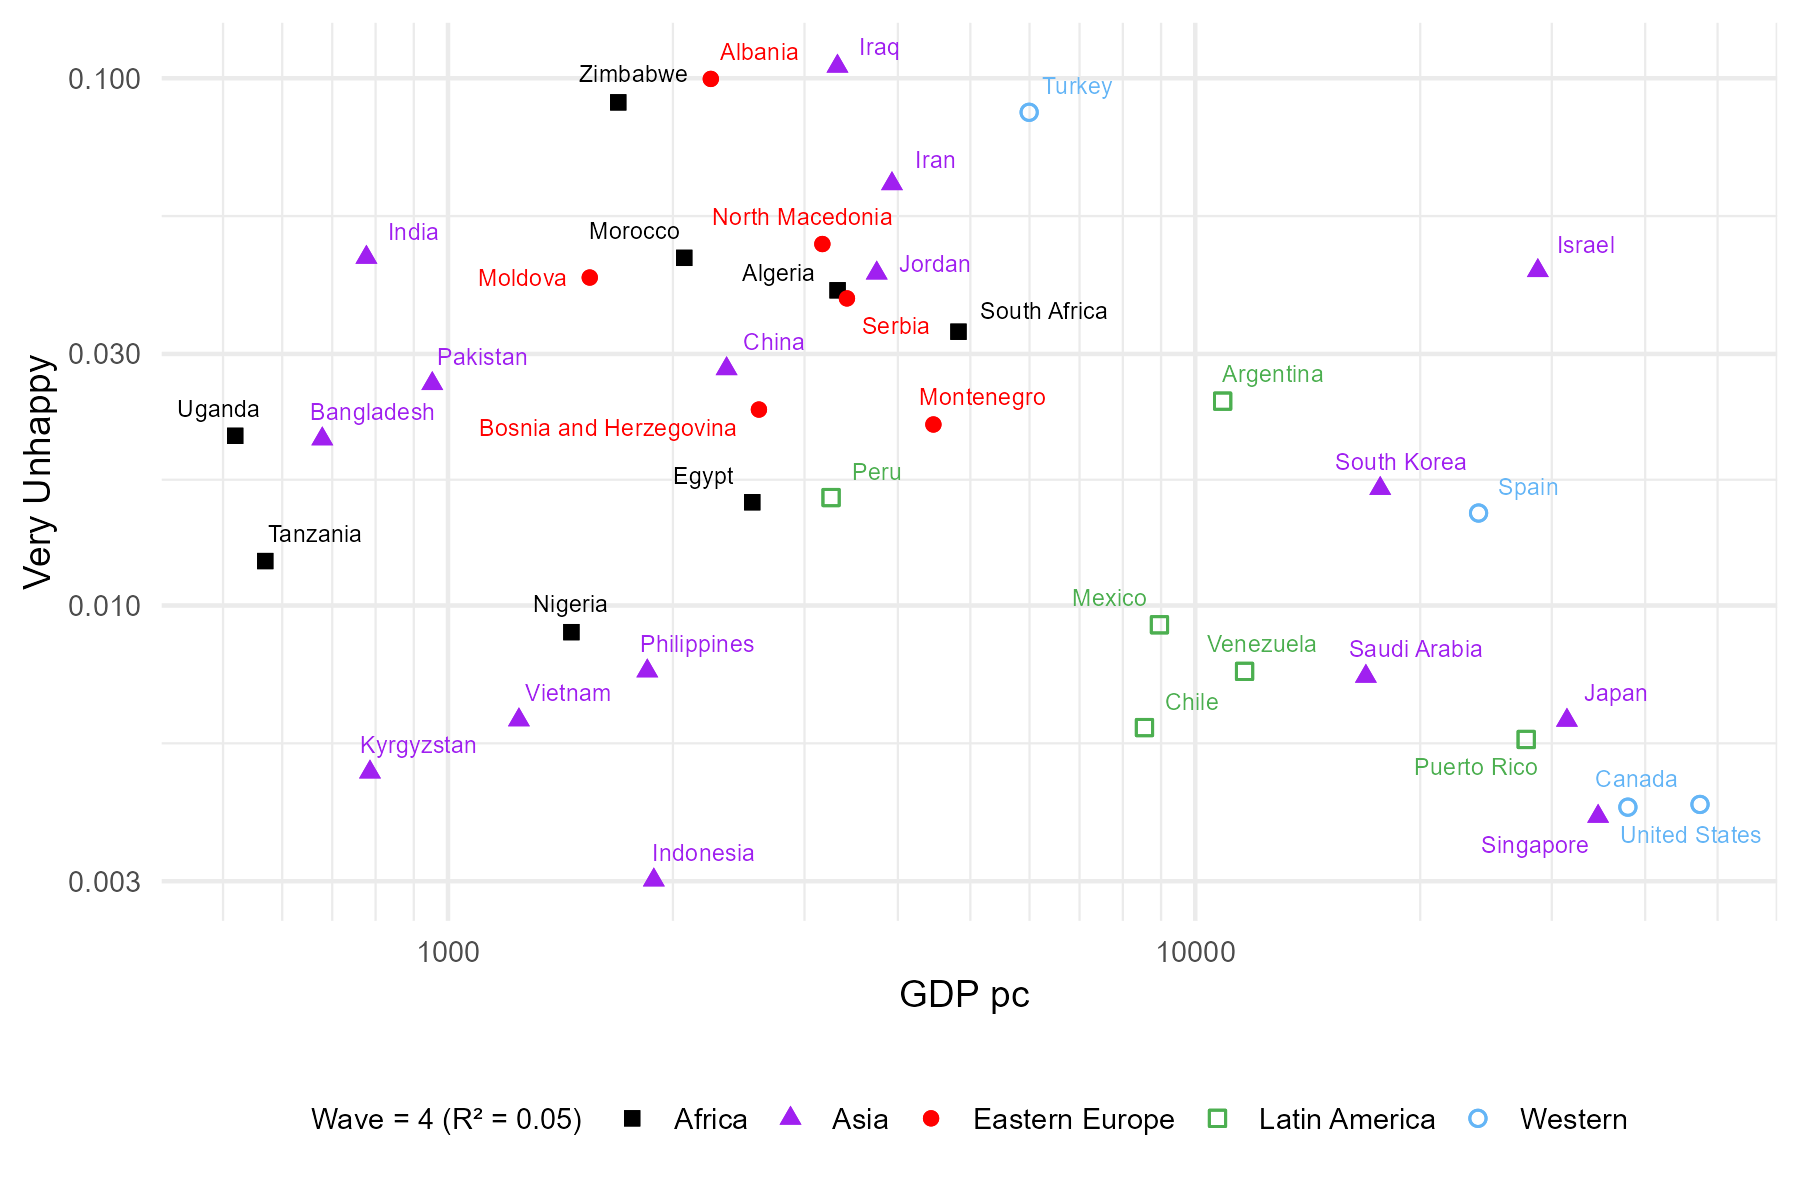 Albania
Iraq
Zimbabwe
0.100
Turkey
Iran
North Macedonia
Morocco
India
Israel
Jordan
Algeria
Moldova
South Africa
Serbia
China
0.030
Pakistan
Argentina
Montenegro
Uganda
Bangladesh
Bosnia and Herzegovina
South Korea
Peru
Egypt
Spain
Tanzania
Very Unhappy
Mexico
Nigeria
0.010
Philippines
Venezuela
Saudi Arabia
Vietnam
Japan
Chile
Kyrgyzstan
Puerto Rico
Canada
United States
Singapore
Indonesia
0.003
1000
10000
GDP pc
Wave = 4 (R² = 0.05) Africa Asia Eastern Europe Latin America Western